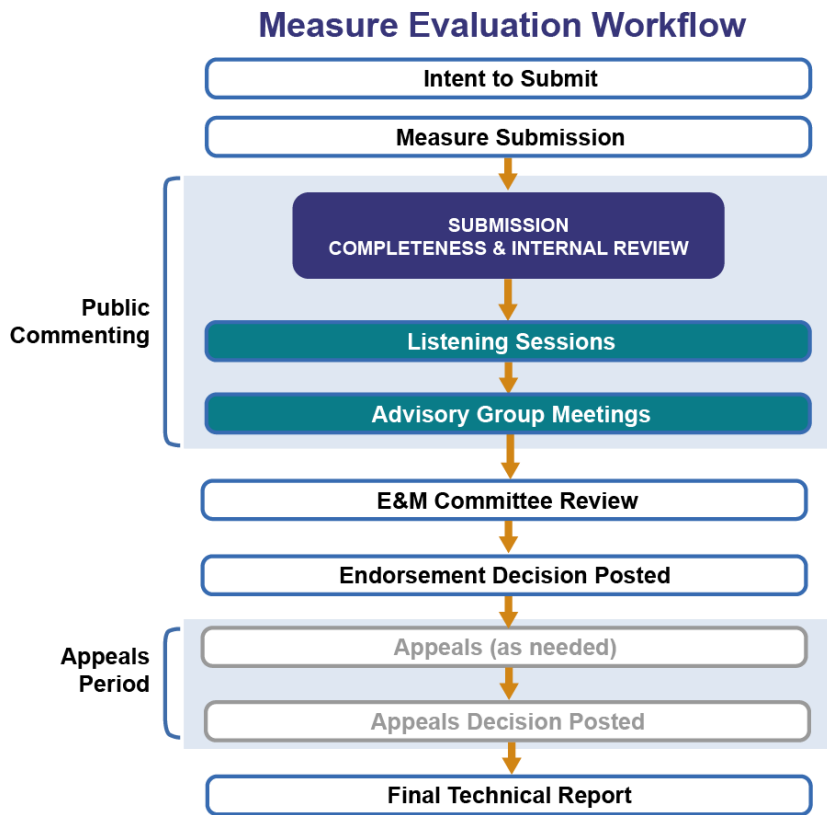 Measure Evaluation Workflow
Intent to Submit
Measure Submission
SUBMISSION
COMPLETENESS & INTERNAL REVIEW
Public
Commenting
Listening Sessions
Advisory Group Meetings
E&M Committee Review
Endorsement Decision Posted
Appeals
Period
Appeals (as needed)
Appeals Decision Posted
Final Technical Report